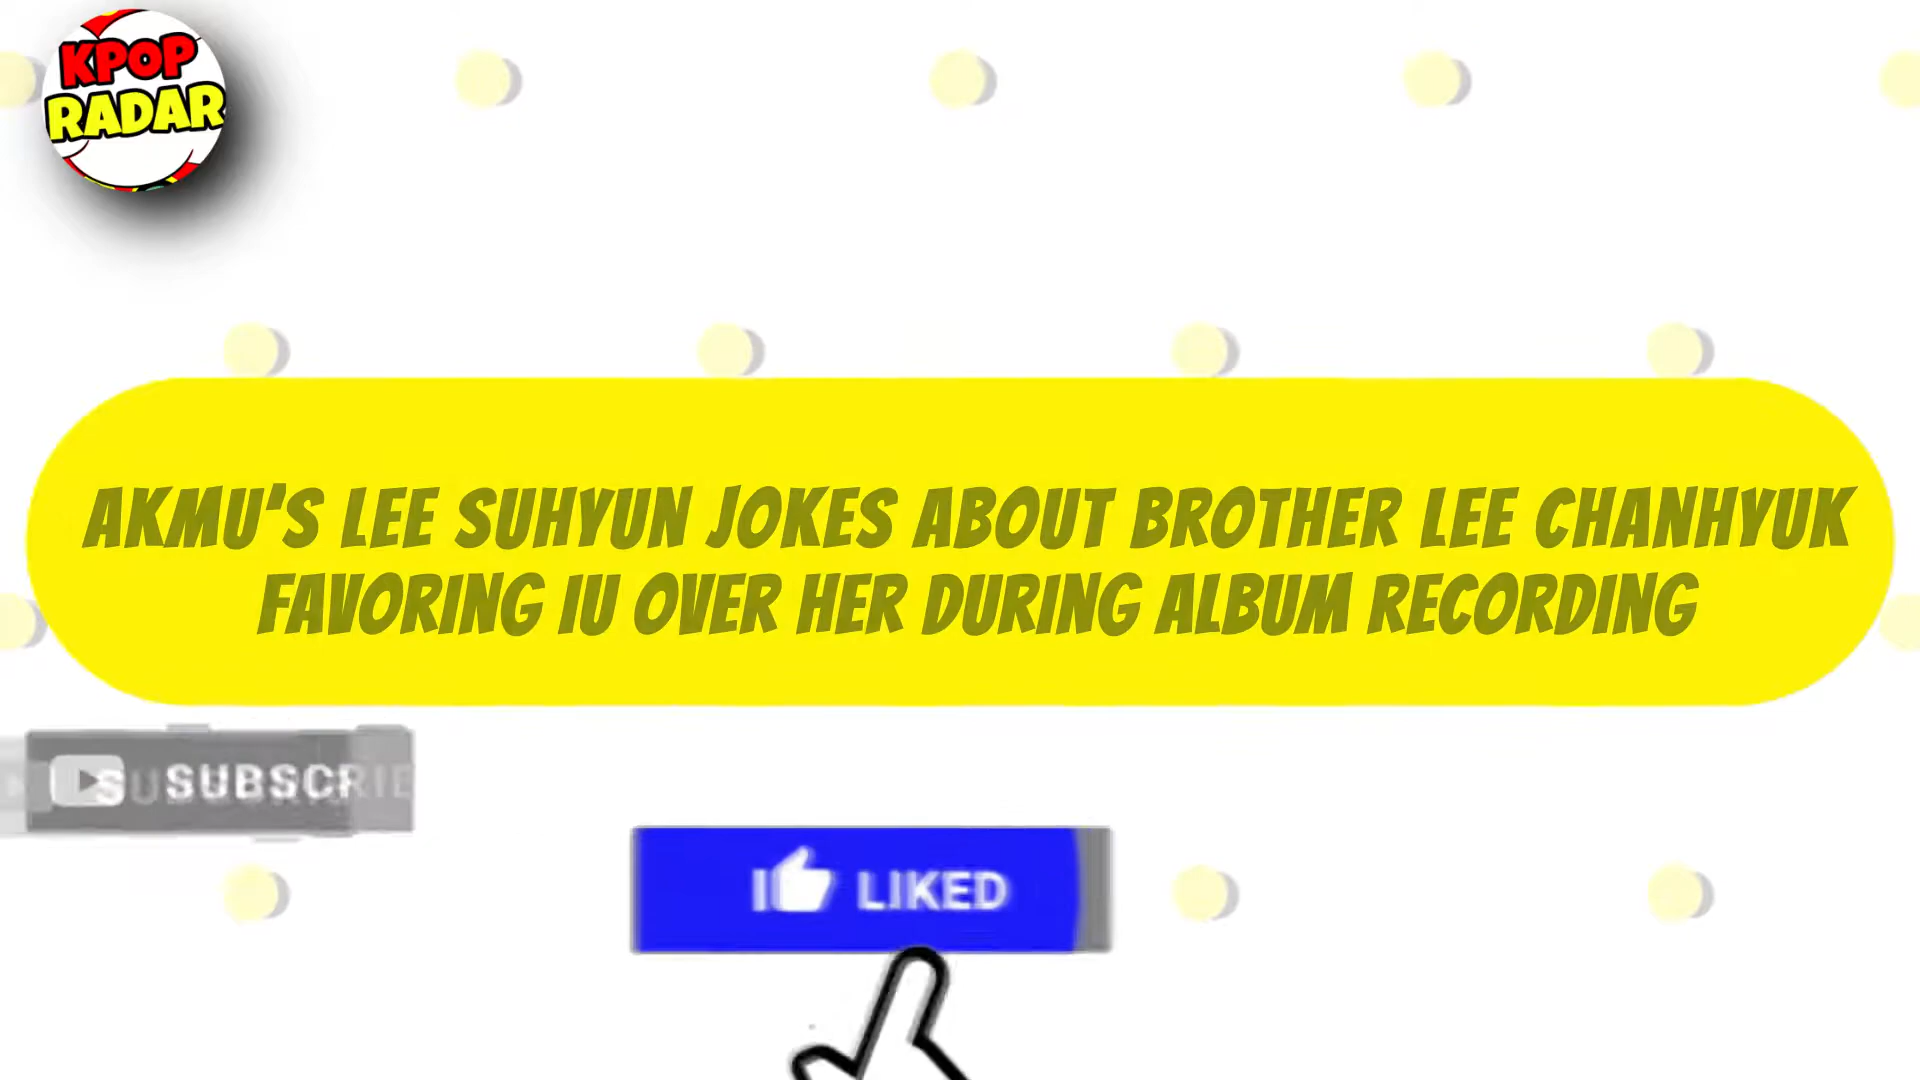 KPOP
RADAR
AKMU'S LEE SUHYUN JOKES ABOUT BROTHER LEE CHANHYUK
FAVORING IU OVER HER DURING ALBUM RECORDING
LIKED